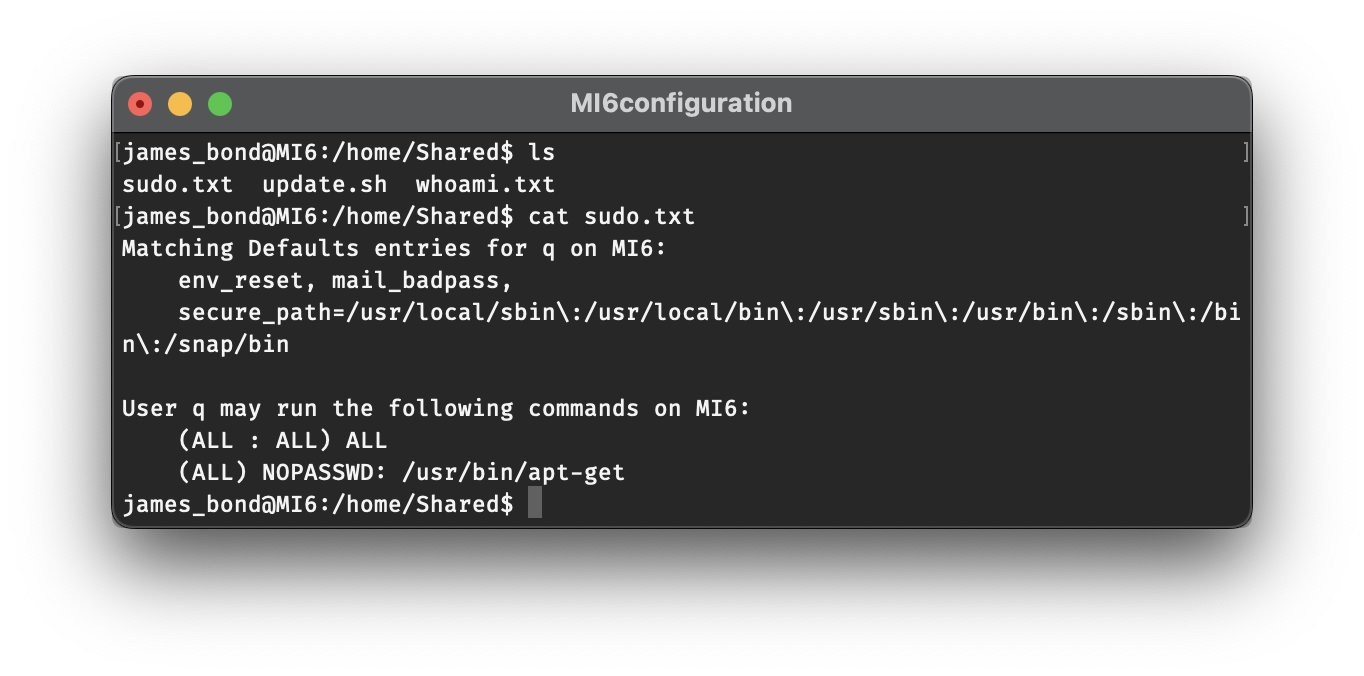 MI6configuration
[james_bond@MI6:/home/Shared$ ls ]
sudo.txt  update.sh  whoami.txt
[james_bond@MI6:/home/Shared$ cat sudo.txt ]
Matching Defaults entries for q on MI6:
    env_reset, mail_badpass,
    secure_path=/usr/local/sbin\:/usr/local/bin\:/usr/sbin\:/usr/bin\:/sbin\:/bi
n\:/snap/bin

User q may run the following commands on MI6:
    (ALL : ALL) ALL
    (ALL) NOPASSWD: /usr/bin/apt-get
james_bond@MI6:/home/Shared$